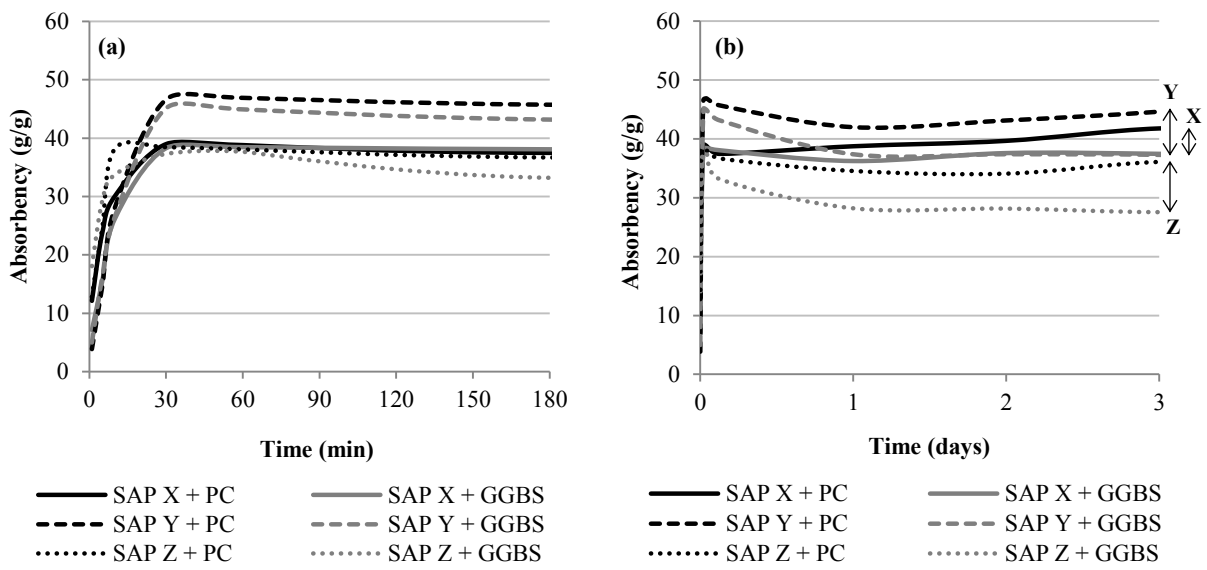 (a)
60
50
40
30
20
10
0
Absorbency (g/g)
0 30 60 90 120 150 180
Time (min)
SAP X + PC SAP X + GGBS
SAP Y + PC SAP Y + GGBS
SAP Z + PC SAP Z + GGBS
(b)
60
50
40
30
20
10
0
Absorbency (g/g)
Y
X
Z
0 1 2 3
Time (days)
SAP X + PC SAP X + GGBS
SAP Y + PC SAP Y + GGBS
SAP Z + PC SAP Z + GGBS